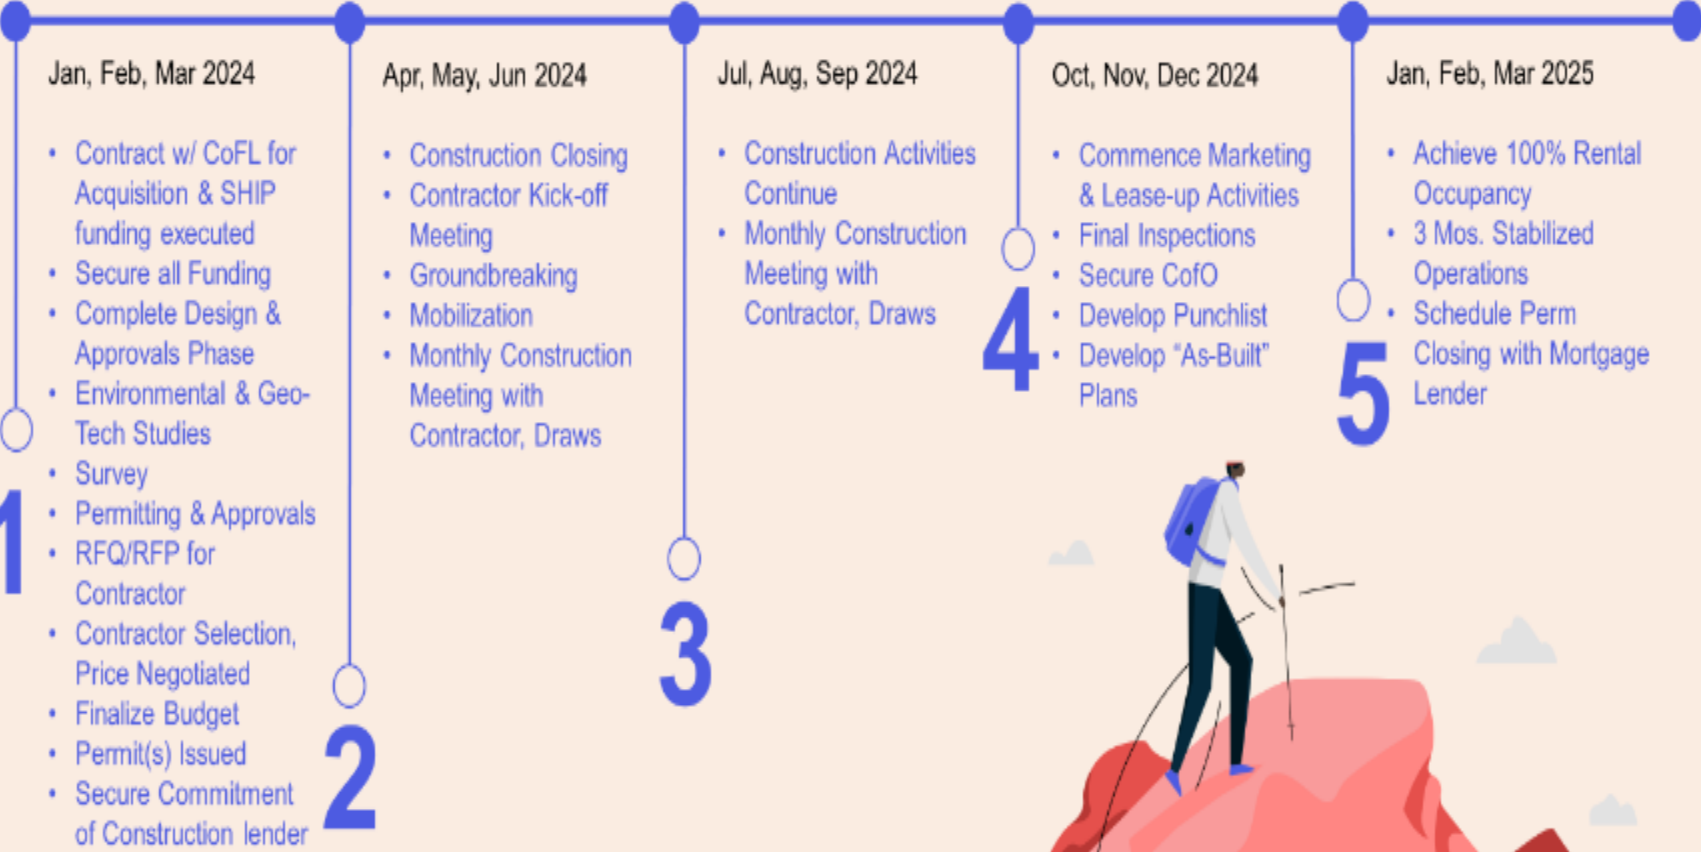 Jan, Feb, Mar 2024
• Contract w/ CoFL for
Acquisition & SHIP
funding executed
• Secure all Funding
• Complete Design &
Approvals Phase
• Environmental & Geo-
Tech Studies
• Survey
• Permitting & Approvals
• RFQ/RFP for
Contractor
• Contractor Selection,
Price Negotiated
• Finalize Budget
• Permit(s) Issued
• Secure Commitment
of Construction lender
1
Apr, May, Jun 2024
• Construction Closing
• Contractor Kick-off
Meeting
• Groundbreaking
• Mobilization
• Monthly Construction
Meeting with
Contractor, Draws
2
Jul, Aug, Sep 2024
• Construction Activities
Continue
• Monthly Construction
Meeting with
Contractor, Draws
3
Oct, Nov, Dec 2024
• Commence Marketing
& Lease-up Activities
• Final Inspections
• Secure CofO
• Develop Punchlist
• Develop “As-Built”
Plans
4
Jan, Feb, Mar 2025
• Achieve 100% Rental
Occupancy
• 3 Mos. Stabilized
Operations
• Schedule Perm
Closing with Mortgage
Lender
5